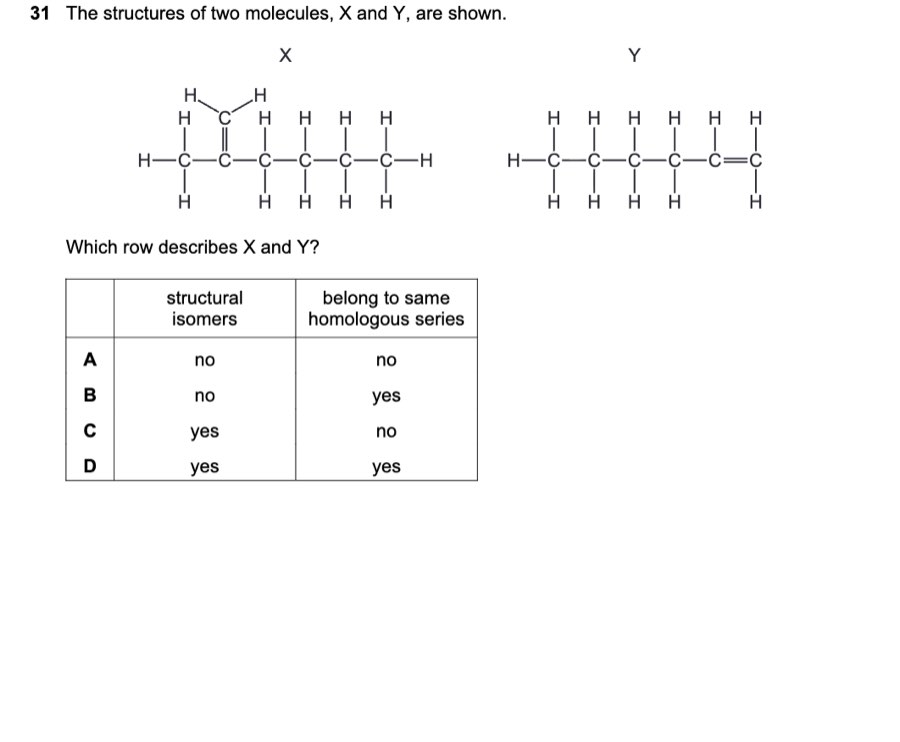 31 The structures of two molecules, X and Y, are shown.
X Y
H H
H C H H H H H H H H H H
H C C C C C C H H C C C C C C
H H H H H H H H H H
Which row describes X and Y?
structural isomers belong to same homologous series
A no no
B no yes
C yes no
D yes yes